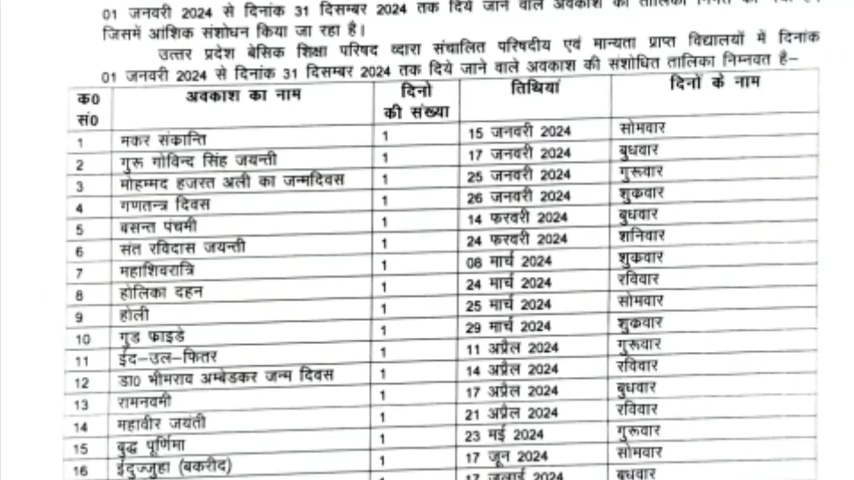 01 जनवरी 2024 से दिनांक 31 दिसम्बर 2024 तक दिये जाने वाले अवकाश की तालिका
जिसमें आंशिक संशोधन किया जा रहा है।
उत्तर प्रदेश बेसिक शिक्षा परिषद व्दारा संचालित परिषदीय एवं मान्यता प्राप्त विद्यालयों में दिनांक
01 जनवरी 2024 से दिनांक 31 दिसम्बर 2024 तक दिये जाने वाले अवकाश की संशोधित तालिका निम्नवत है–
क0 सं0 अवकाश का नाम दिनो की संख्या तिथियां दिनों के नाम
1 मकर संकान्ति 1 15 जनवरी 2024 सोमवार
2 गुरू गोविन्द सिंह जयन्ती 1 17 जनवरी 2024 बुधवार
3 मोहम्मद हजरत अली का जन्मदिवस 1 25 जनवरी 2024 गुरूवार
4 गणतन्त्र दिवस 1 26 जनवरी 2024 शुकवार
5 बसन्त पंचमी 1 14 फरवरी 2024 बुधवार
6 संत रविदास जयन्ती 1 24 फरवरी 2024 शनिवार
7 महाशिवरात्रि 1 08 मार्च 2024 शुकवार
8 होलिका दहन 1 24 मार्च 2024 रविवार
9 होली 1 25 मार्च 2024 सोमवार
10 गुड फाइडे 1 29 मार्च 2024 शुकवार
11 ईद–उल–फितर 1 11 अप्रैल 2024 गुरूवार
12 डा0 भीमराव अम्बेडकर जन्म दिवस 1 14 अप्रैल 2024 रविवार
13 रामनवमी 1 17 अप्रैल 2024 बुधवार
14 महावीर जयंती 1 21 अप्रैल 2024 रविवार
15 बुद्ध पूर्णिमा 1 23 मई 2024 गुरूवार
16 ईदुज्जुहा (बकरीद) 1 17 जून 2024 सोमवार
17 जुलाई 2024 बुधवार